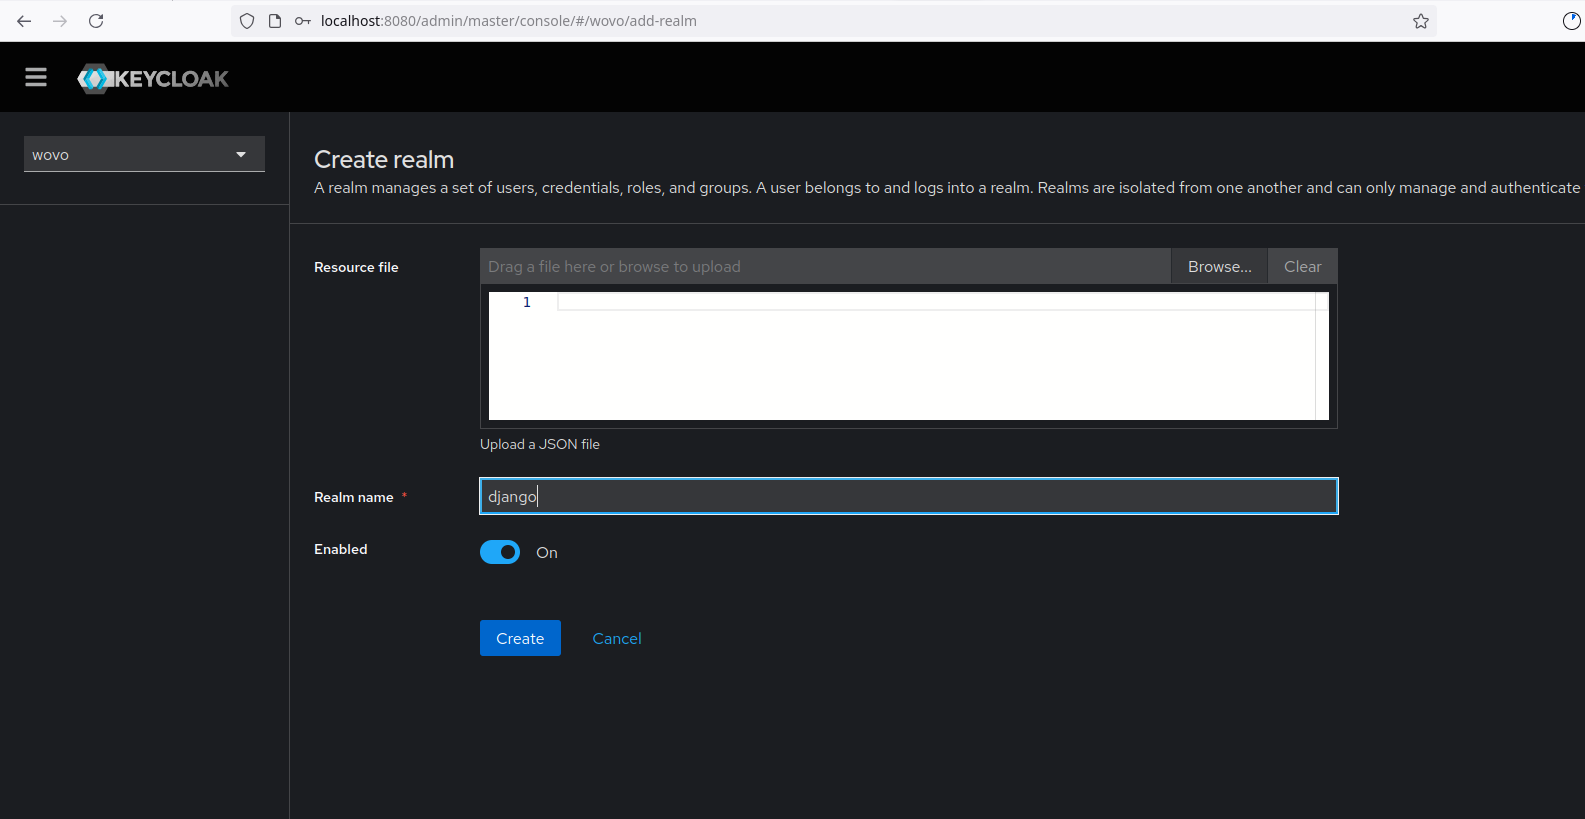 localhost:8080/admin/master/console/#/wovo/add-realm
KEYCLOAK
wovo
Create realm
A realm manages a set of users, credentials, roles, and groups. A user belongs to and logs into a realm. Realms are isolated from one another and can only manage and authenticate
Resource file
Drag a file here or browse to upload
Browse...
Clear
1
Upload a JSON file
Realm name *
django
Enabled
On
Create
Cancel